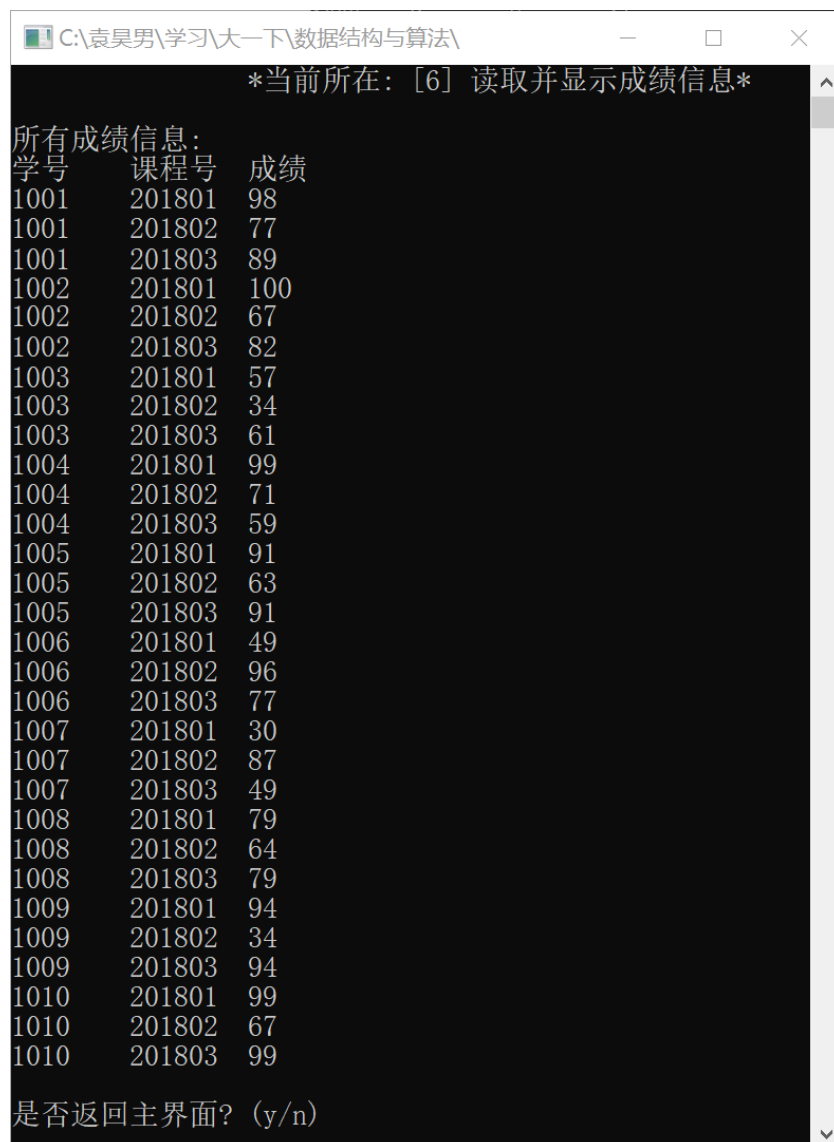 C:\袁昊男\学习\大一下\数据结构与算法\
*当前所在: [6] 读取并显示成绩信息*
所有成绩信息:
学号 课程号 成绩
1001 201801 98
1001 201802 77
1001 201803 89
1002 201801 100
1002 201802 67
1002 201803 82
1003 201801 57
1003 201802 34
1003 201803 61
1004 201801 99
1004 201802 71
1004 201803 59
1005 201801 91
1005 201802 63
1005 201803 91
1006 201801 49
1006 201802 96
1006 201803 77
1007 201801 30
1007 201802 87
1007 201803 49
1008 201801 79
1008 201802 64
1008 201803 79
1009 201801 94
1009 201802 34
1009 201803 94
1010 201801 99
1010 201802 67
1010 201803 99
是否返回主界面? (y/n)